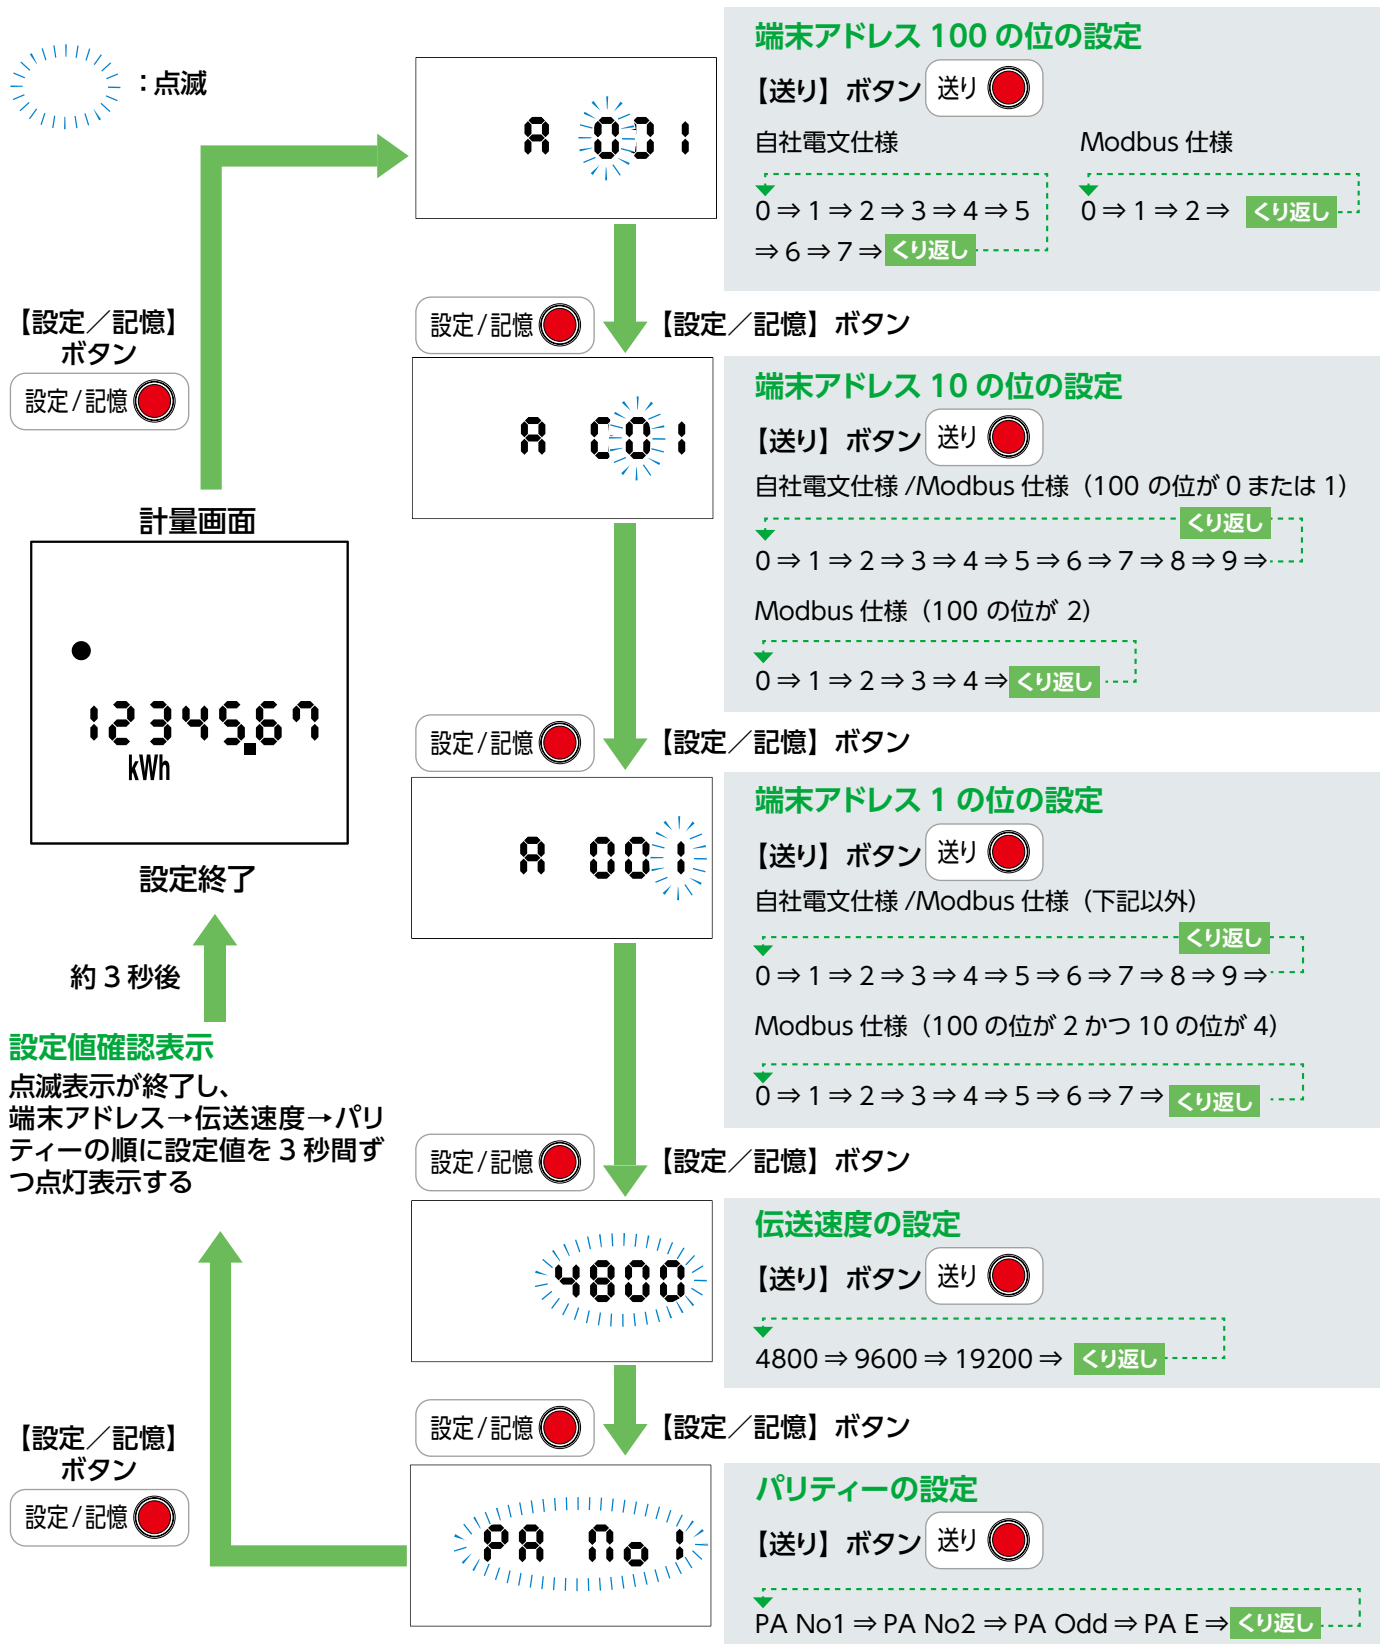 ：点滅
A 001
端末アドレス 100 の位の設定
【送り】ボタン 送り
自社電文仕様
0 ⇒ 1 ⇒ 2 ⇒ 3 ⇒ 4 ⇒ 5
⇒ 6 ⇒ 7 ⇒ くり返し
Modbus 仕様
0 ⇒ 1 ⇒ 2 ⇒ くり返し
【設定／記憶】
ボタン
設定/記憶
設定/記憶
【設定／記憶】ボタン
A 001
端末アドレス 10 の位の設定
【送り】ボタン 送り
自社電文仕様 /Modbus 仕様（100 の位が 0 または 1）
くり返し
0 ⇒ 1 ⇒ 2 ⇒ 3 ⇒ 4 ⇒ 5 ⇒ 6 ⇒ 7 ⇒ 8 ⇒ 9 ⇒
Modbus 仕様（100 の位が 2）
0 ⇒ 1 ⇒ 2 ⇒ 3 ⇒ 4 ⇒ くり返し
計量画面
12345.67
kWh
設定終了
設定/記憶
【設定／記憶】ボタン
A 001
端末アドレス 1 の位の設定
【送り】ボタン 送り
自社電文仕様 /Modbus 仕様（下記以外）
くり返し
0 ⇒ 1 ⇒ 2 ⇒ 3 ⇒ 4 ⇒ 5 ⇒ 6 ⇒ 7 ⇒ 8 ⇒ 9 ⇒
Modbus 仕様（100 の位が 2 かつ 10 の位が 4）
0 ⇒ 1 ⇒ 2 ⇒ 3 ⇒ 4 ⇒ 5 ⇒ 6 ⇒ 7 ⇒ くり返し
約 3 秒後
設定値確認表示
点滅表示が終了し、
端末アドレス→伝送速度→パリ
ティーの順に設定値を 3 秒間ず
つ点灯表示する
設定/記憶
【設定／記憶】ボタン
4800
伝送速度の設定
【送り】ボタン 送り
4800 ⇒ 9600 ⇒ 19200 ⇒ くり返し
設定/記憶
【設定／記憶】ボタン
【設定／記憶】
ボタン
設定/記憶
PA No1
パリティーの設定
【送り】ボタン 送り
PA No1 ⇒ PA No2 ⇒ PA Odd ⇒ PA E ⇒ くり返し